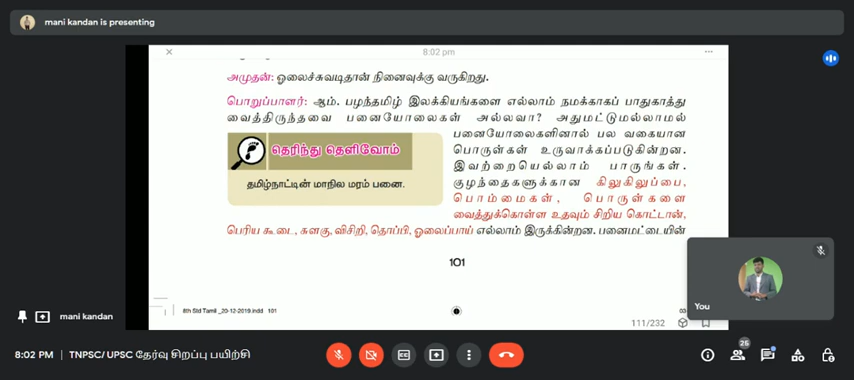 mani kandan is presenting
8:02 pm
அமுதன்: ஓலைச்சுவடிதான் நினைவுக்கு வருகிறது.
பொறுப்பாளர்: ஆம். பழந்தமிழ் இலக்கியங்களை எல்லாம் நமக்காகப் பாதுகாத்து
வைத்திருந்தவை பனையோலைகள் அல்லவா? அதுமட்டுமல்லாமல்
பனையோலைகளினால் பல வகையான
பொருள்கள் உருவாக்கப்படுகின்றன.
இவற்றையெல்லாம் பாருங்கள்.
குழந்தைகளுக்கான கிலுகிலுப்பை,
பொம்மைகள், பொருள்களை
வைத்துக்கொள்ள உதவும் சிறிய கொட்டான்,
தெரிந்து தெளிவோம்
தமிழ்நாட்டின் மாநில மரம் பனை.
பெரிய கூடை, சுளகு, விசிறி, தொப்பி, ஓலைப்பாய் எல்லாம் இருக்கின்றன. பனைமட்டையின்
101
8th Std Tamil _20-12-2019.indd 101
111/232
You
mani kandan
8:02 PM | TNPSC/ UPSC தேர்வு சிறப்பு பயிற்சி
CC
25